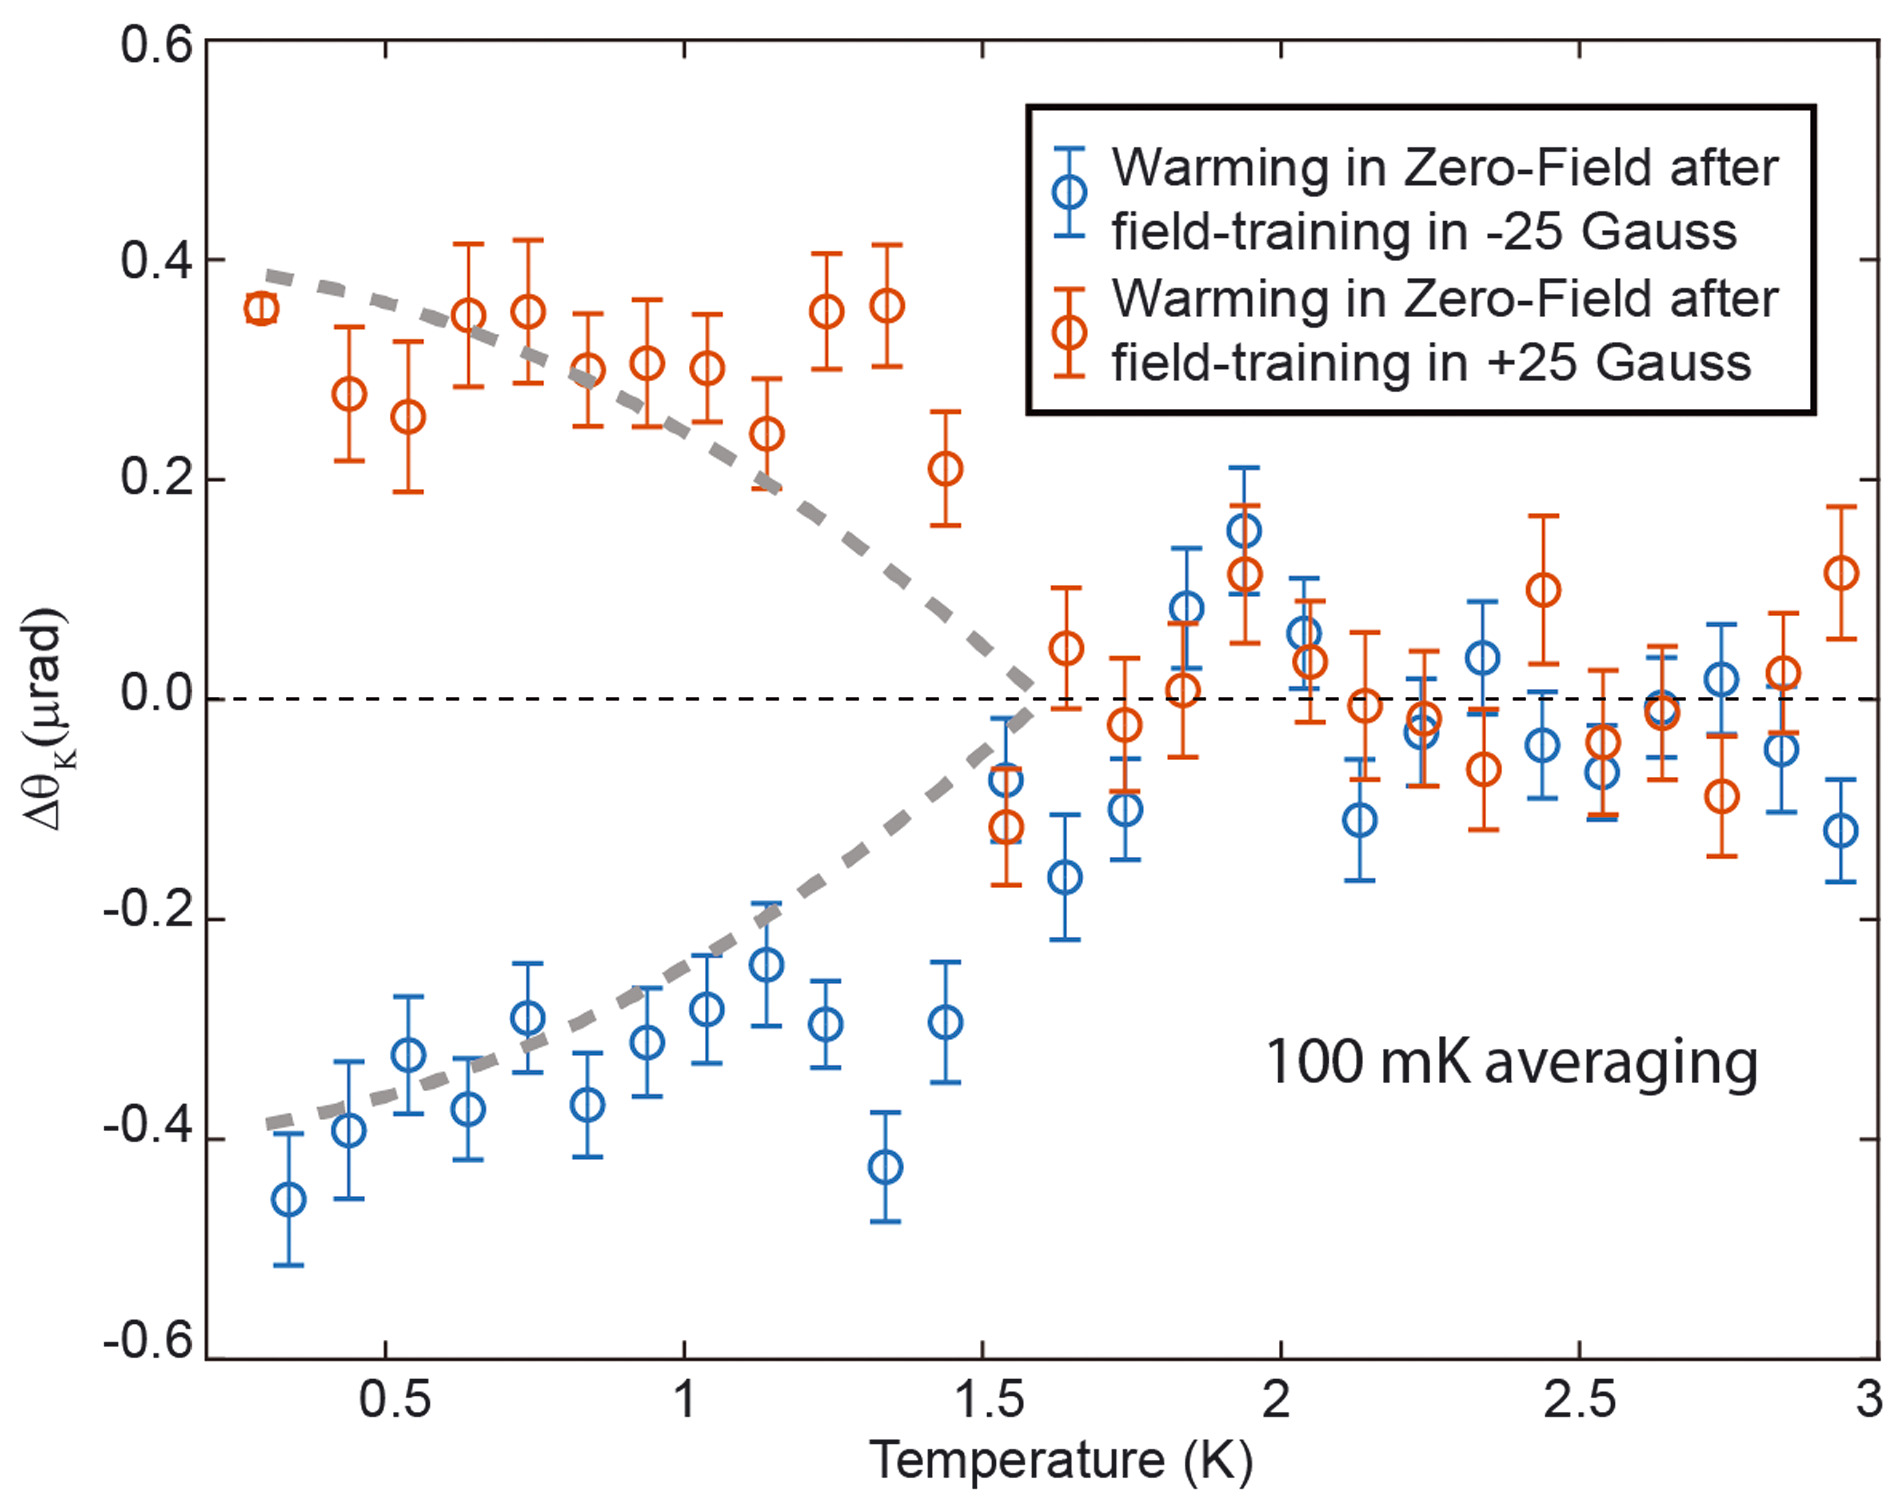 0.6
0.4
0.2
0.0
-0.2
-0.4
-0.6
ΔθK(μrad)
Warming in Zero-Field after
field-training in -25 Gauss
Warming in Zero-Field after
field-training in +25 Gauss
100 mK averaging
0.5 1 1.5 2 2.5 3
Temperature (K)